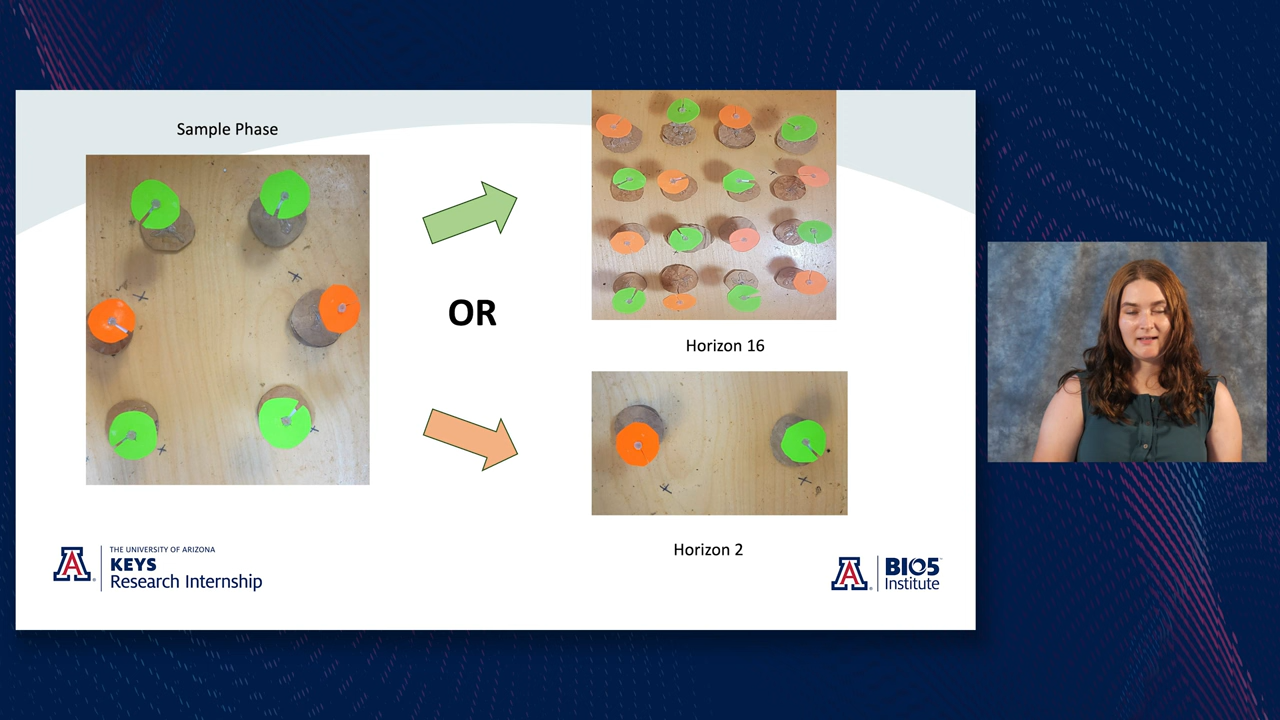 Sample Phase
OR
Horizon 16
Horizon 2
THE UNIVERSITY OF ARIZONA
KEYS
Research Internship
A
A
BIO5
Institute